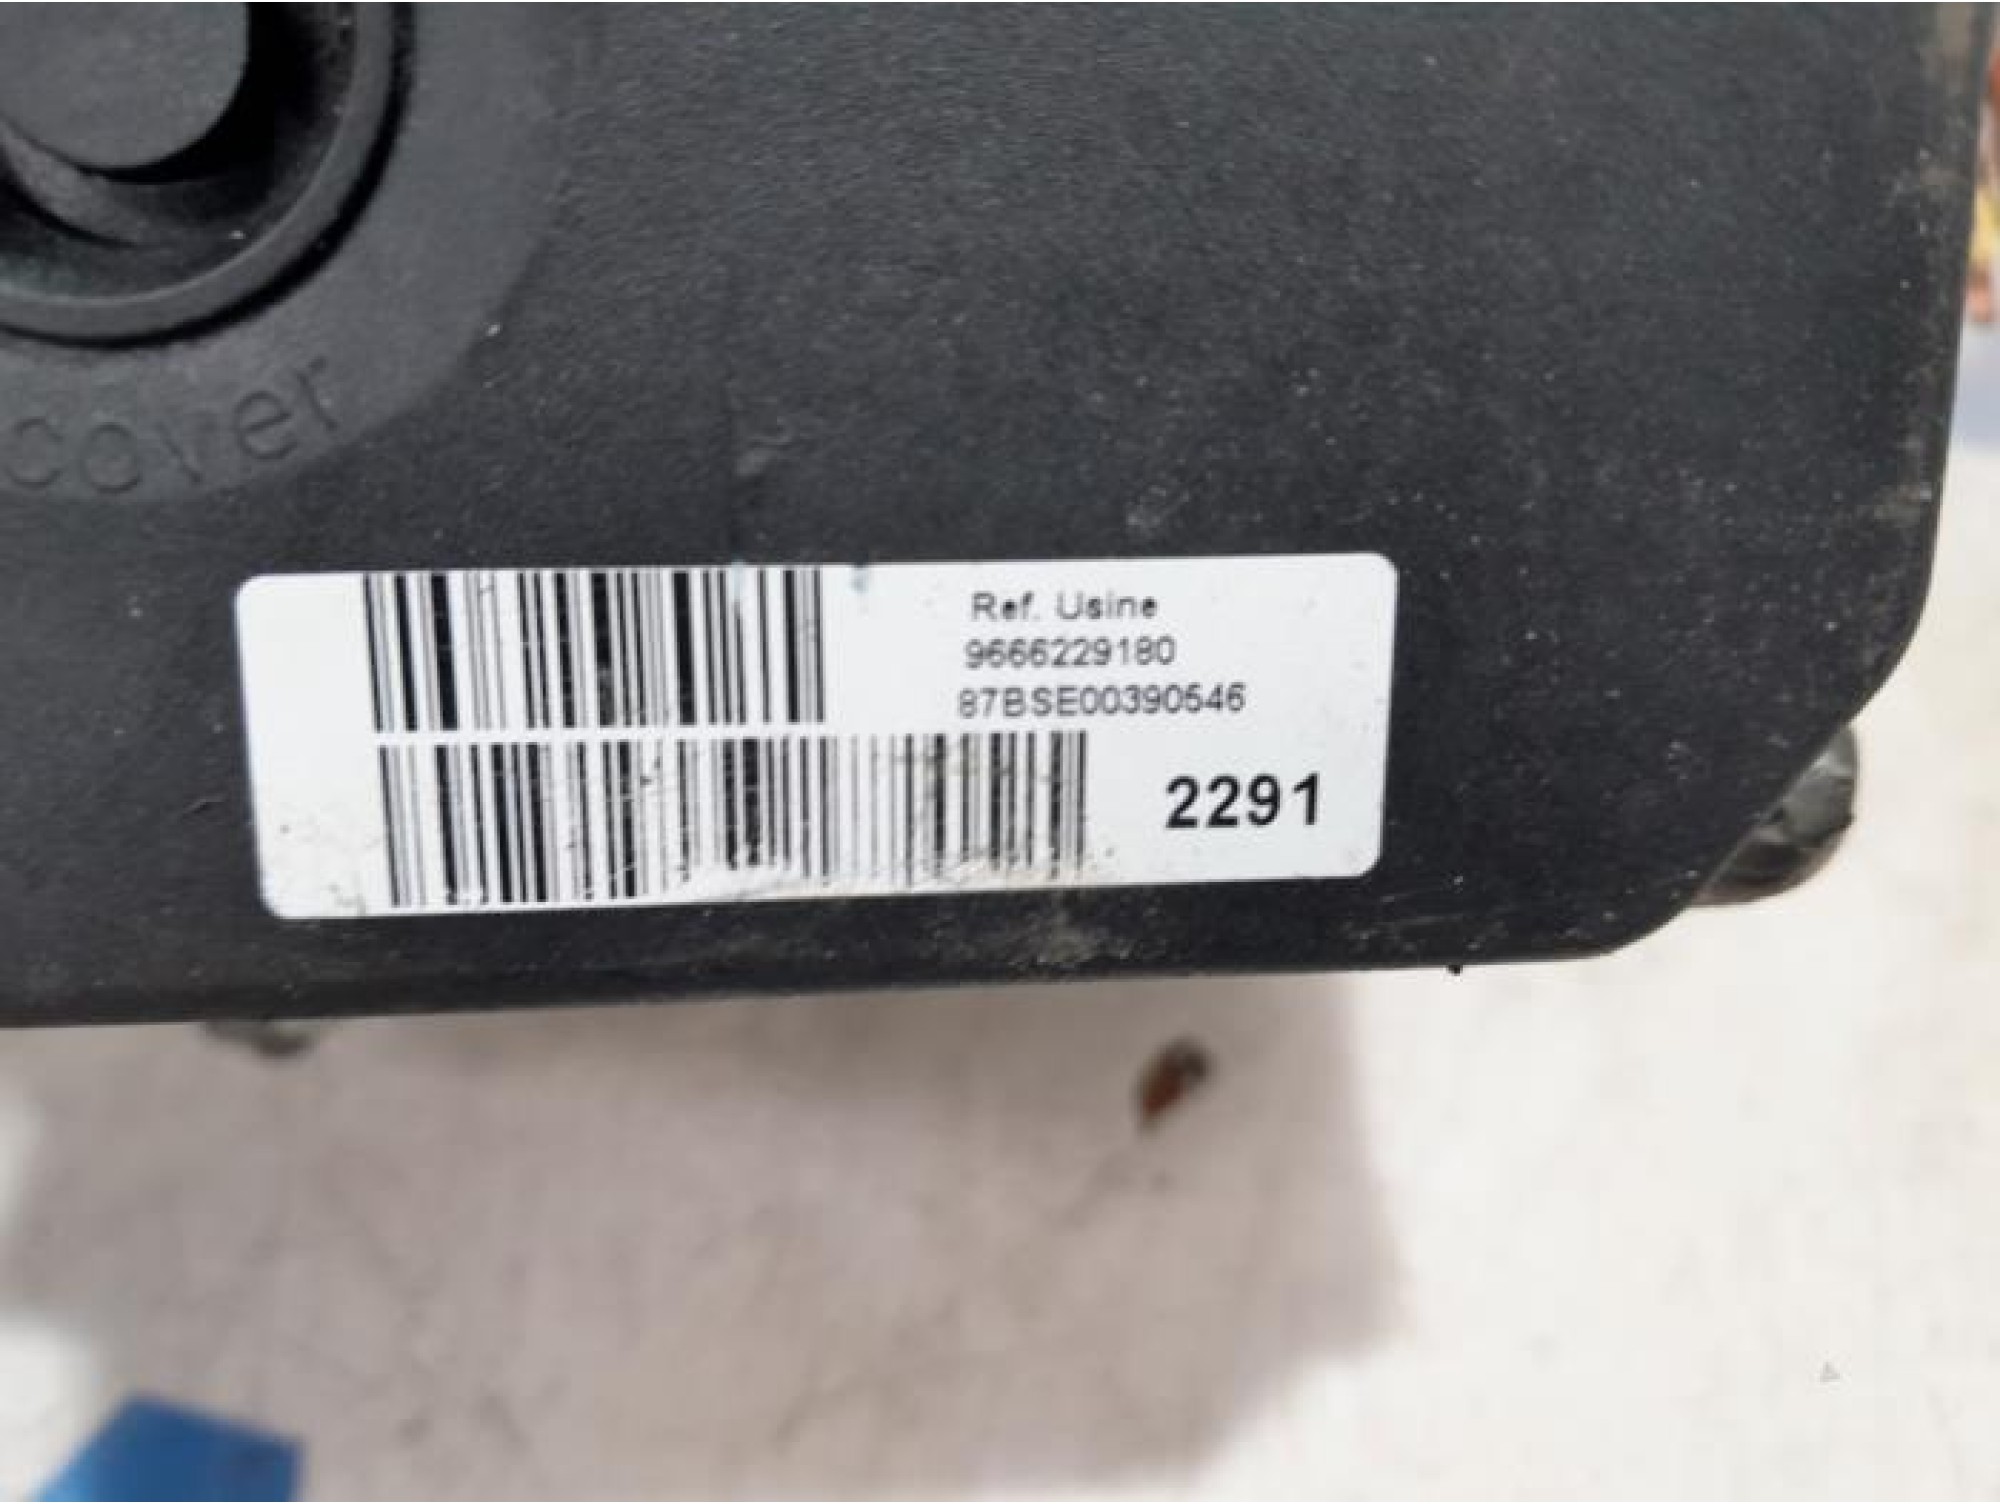 cover
Ref. Usine
9666229180
87BSE00390546
2291